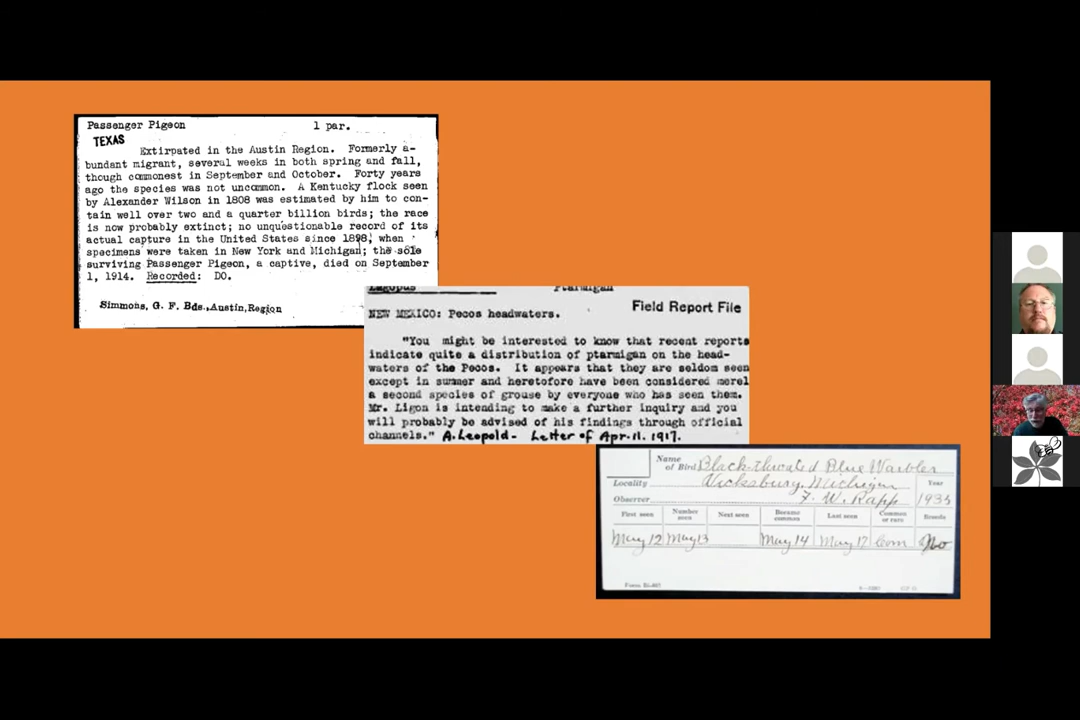 Passenger Pigeon 1 par.
TEXAS
Extirpated in the Austin Region. Formerly a-
bundant migrant, several weeks in both spring and fall,
though commonest in September and October. Forty years
ago the species was not uncommon. A Kentucky flock seen
by Alexander Wilson in 1808 was estimated by him to con-
tain well over two and a quarter billion birds; the race
is now probably extinct; no unquestionable record of its
actual capture in the United States since 1898, when
specimens were taken in New York and Michigan; the sole
surviving Passenger Pigeon, a captive, died on September
1, 1914. Recorded: DO.
Simmons, G. F. Bds., Austin, Region
Lagopus Ptarmigan
Field Report File
NEW MEXICO: Pecos headwaters.
"You might be interested to know that recent reports
indicate quite a distribution of ptarmigan on the head-
waters of the Pecos. It appears that they are seldom seen
except in summer and heretofore have been considered merel
a second species of grouse by everyone who has seen them.
Mr. Ligon is intending to make a further inquiry and you
will probably be advised of his findings through official
channels." A. Leopold - Letter of Apr. 11. 1917.
Name of Bird Black-throated Blue Warbler
Locality Vicksburg, Michigan Year
Observer F. W. Rapp 1935
First seen Number seen Next seen Became common Last seen Common or rare Breeds
May 12 May 13 May 14 May 17 Com No